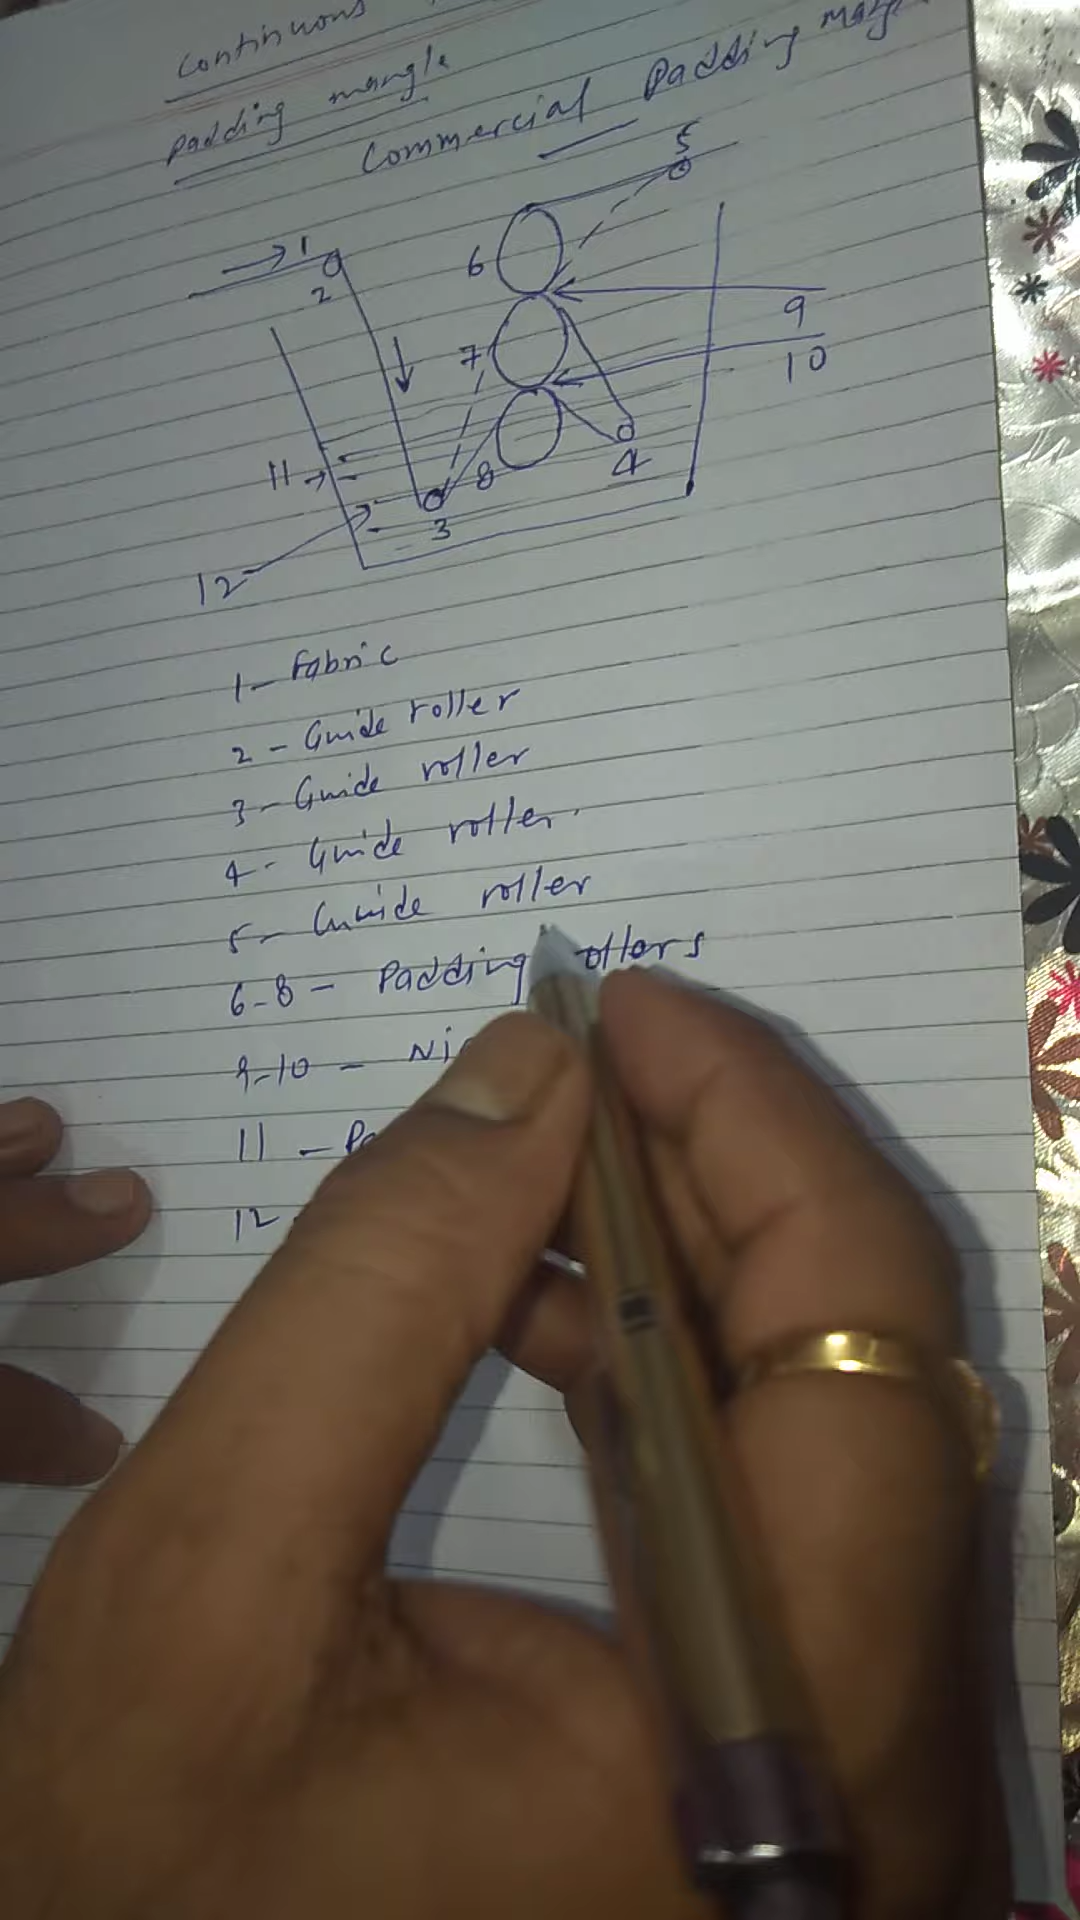 Continuous
Padding mangle
Commercial Padding
5
1
6
2
9
7
10
11
8
4
3
12
1 - Fabric
2 - Guide roller
3 - Guide roller
4 - Guide roller.
5 - Guide roller
6-8 - Padding rollers
9-10 -
11 -
12